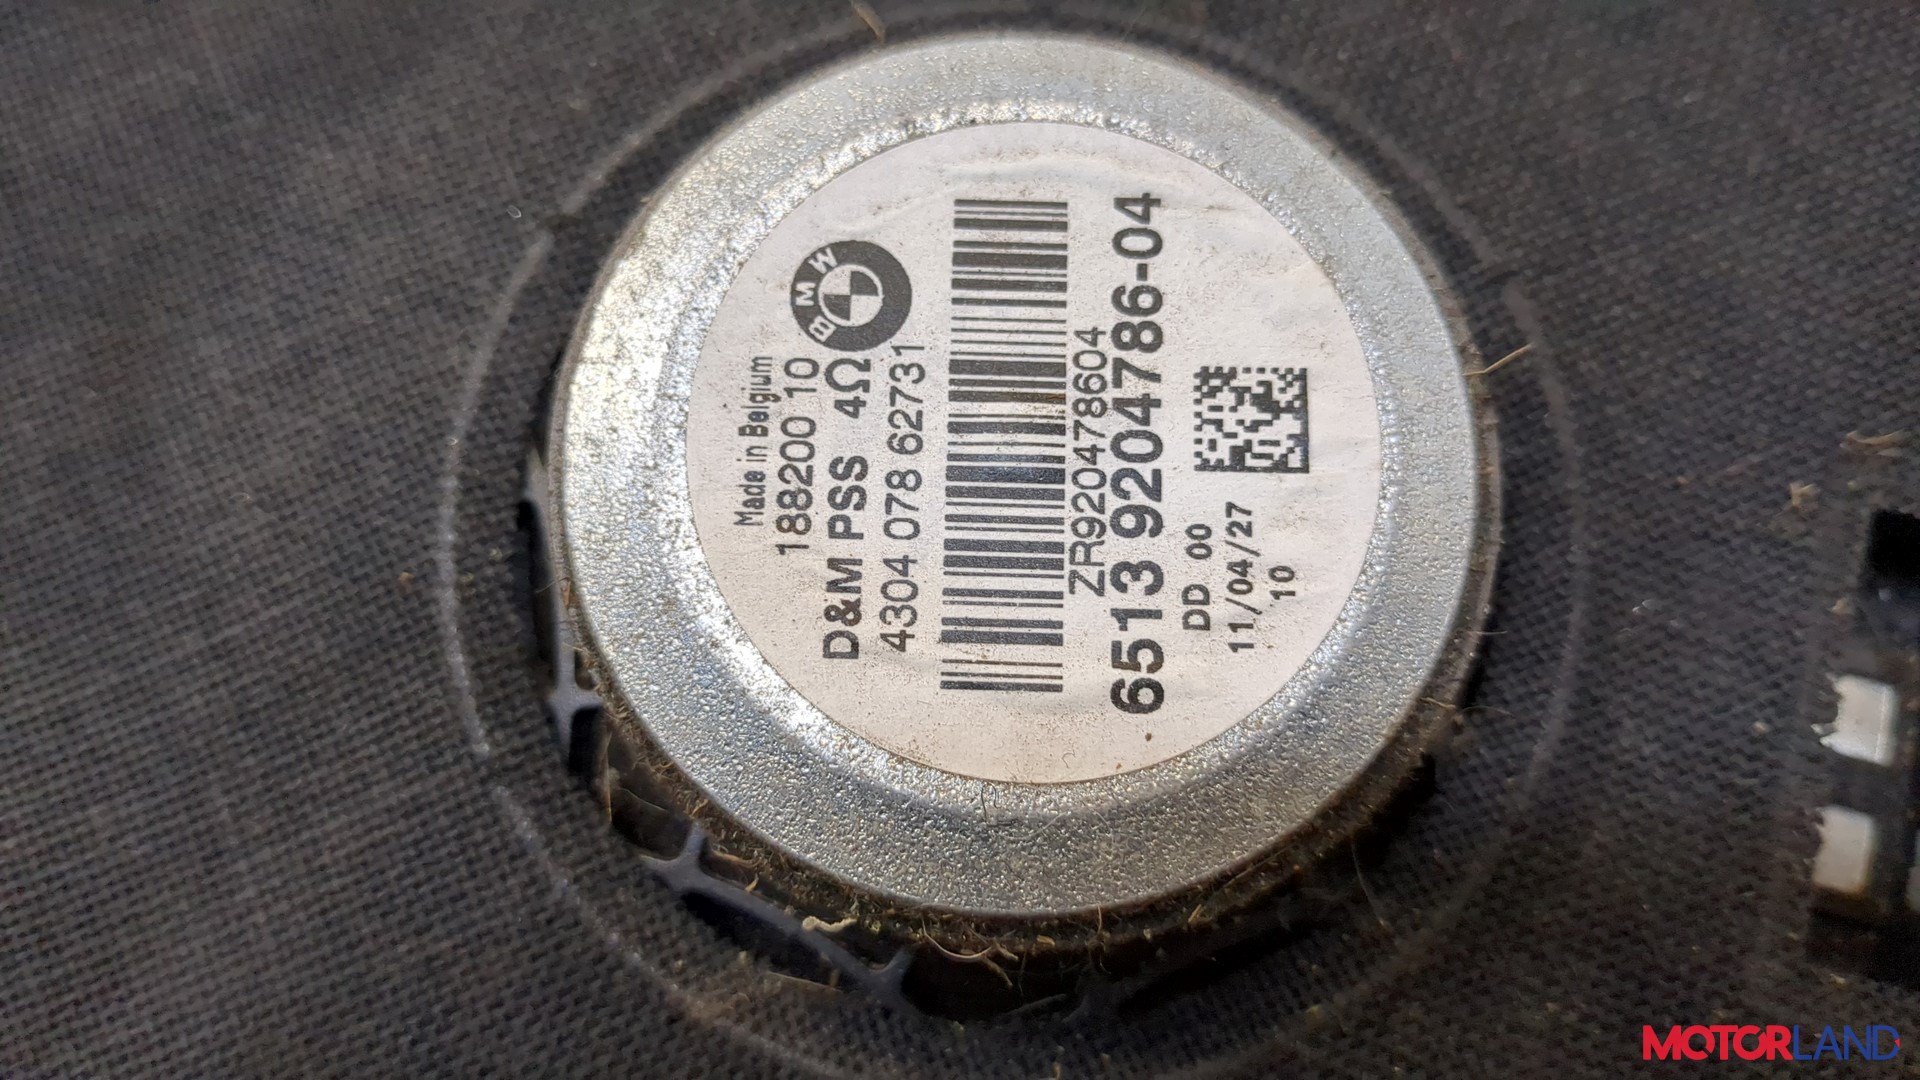 BMW
Made in Belgium
188200 10
D&M PSS 4Ω
4304 078 62731
ZR920478604
6513 9204786-04
DD 00
11/04/27
10
MOTORLAND